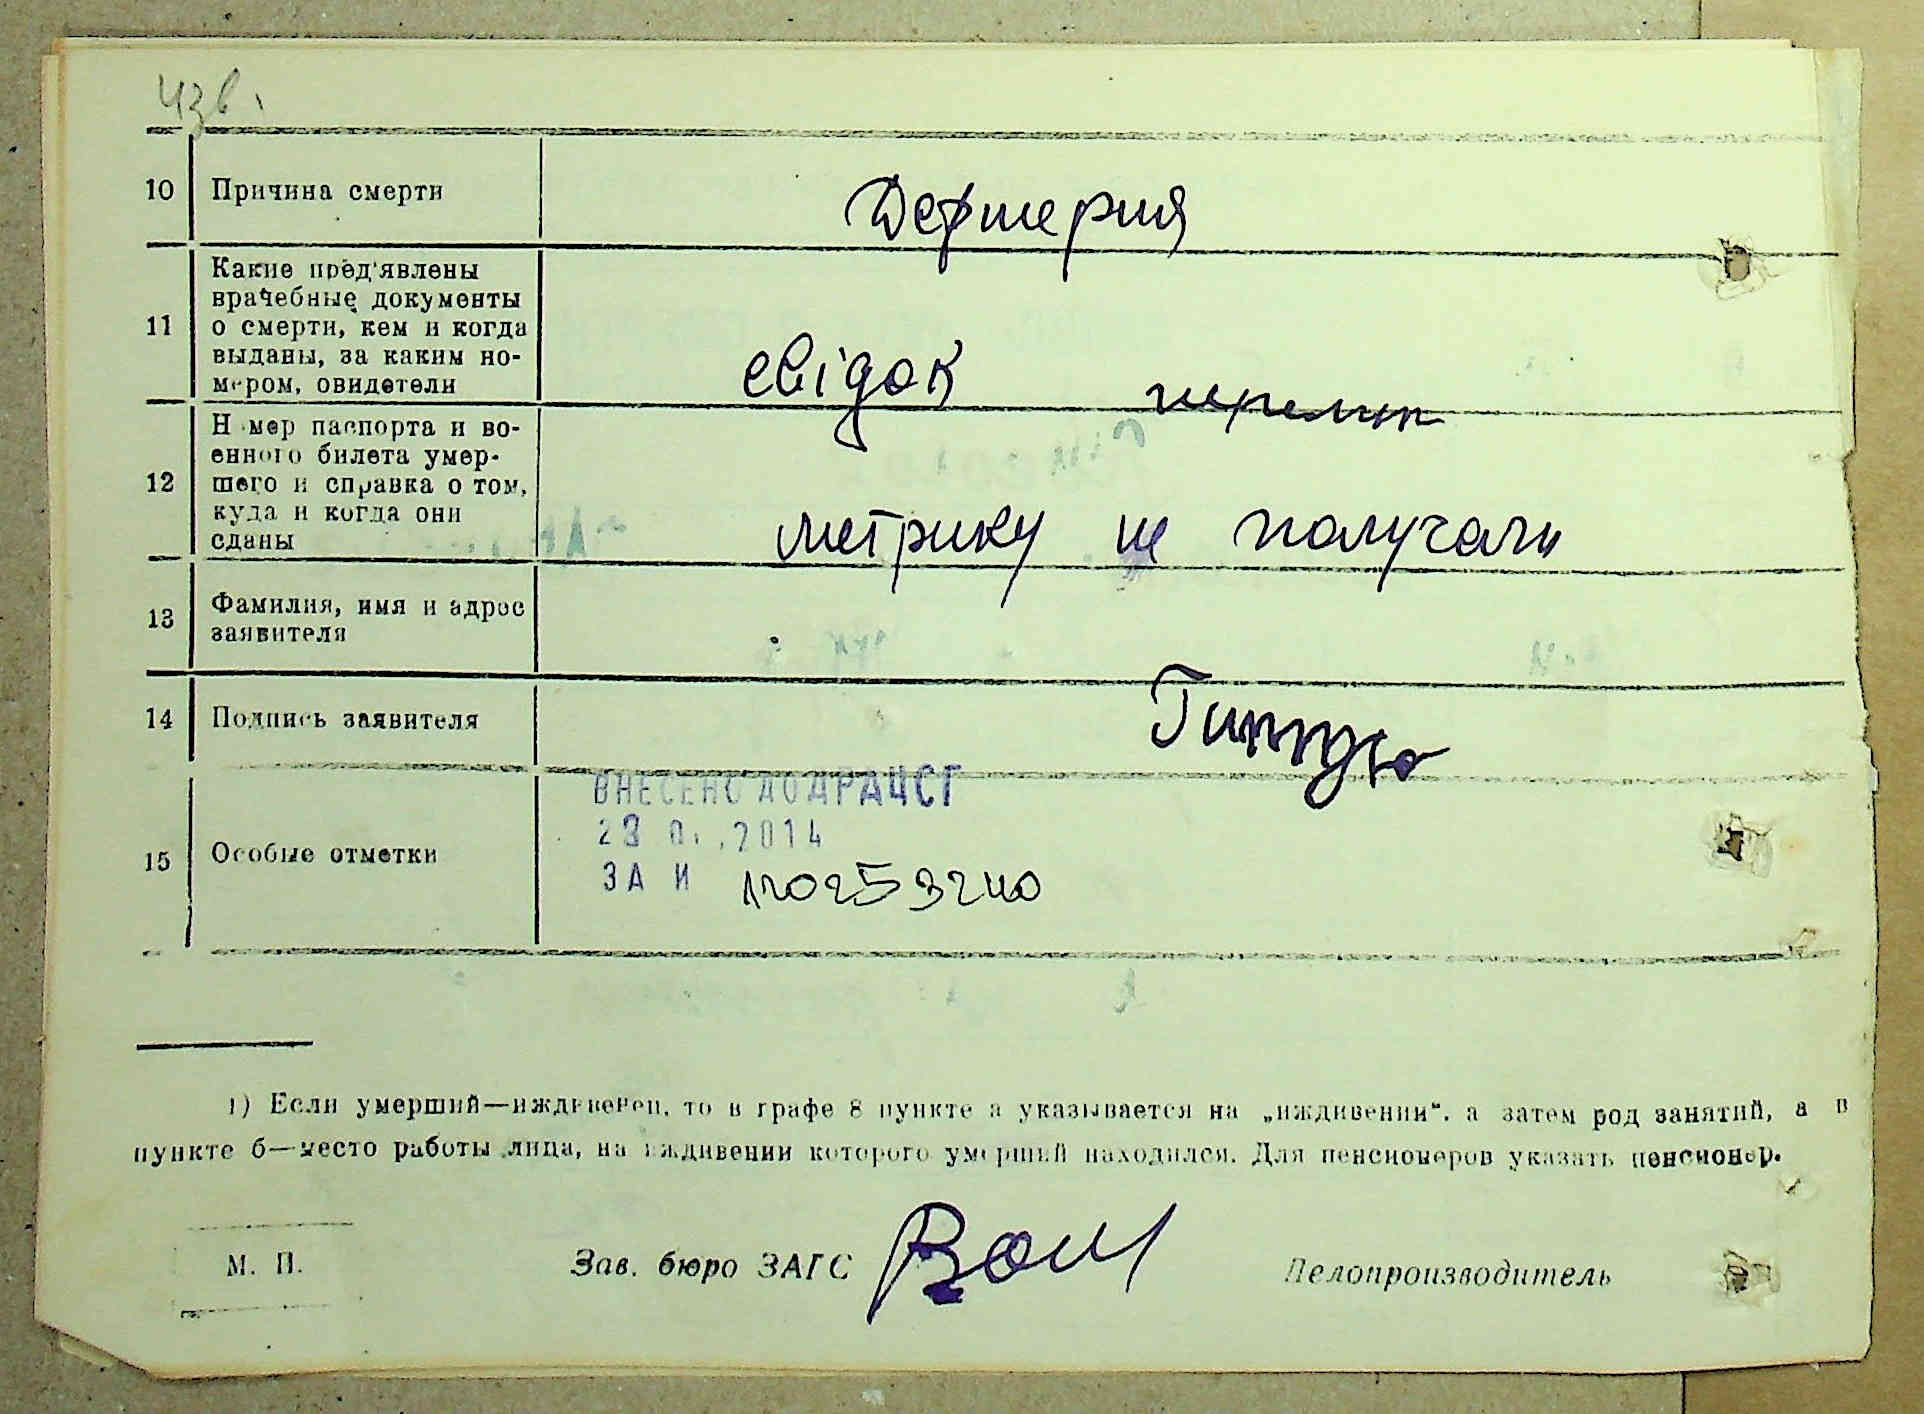 Изв.
10 Причина смерти Дефтерия
11 Какие пред'явлены
врачебные документы
о смерти, кем и когда
выданы, за каким но-
мером, свидетели
евідок
12 Номер паспорта и во-
енного билета умер-
шего и справка о том,
куда и когда они
сданы
метрику не получали
13 Фамилия, имя и адрес
заявителя
14 Подпись заявителя
15 Особые отметки
ВНЕСЕНО ДО ДРАЦСГ
2014
ЗА И
1) Если умерший—иждивенец, то в графе 8 пункте а указывается на „иждивении“, а затем род занятий, а в
пункте б—место работы лица, на иждивении которого умерший находился. Для пенсионеров указать пенсионер.
М. П. Зав. бюро ЗАГС Делопроизводитель